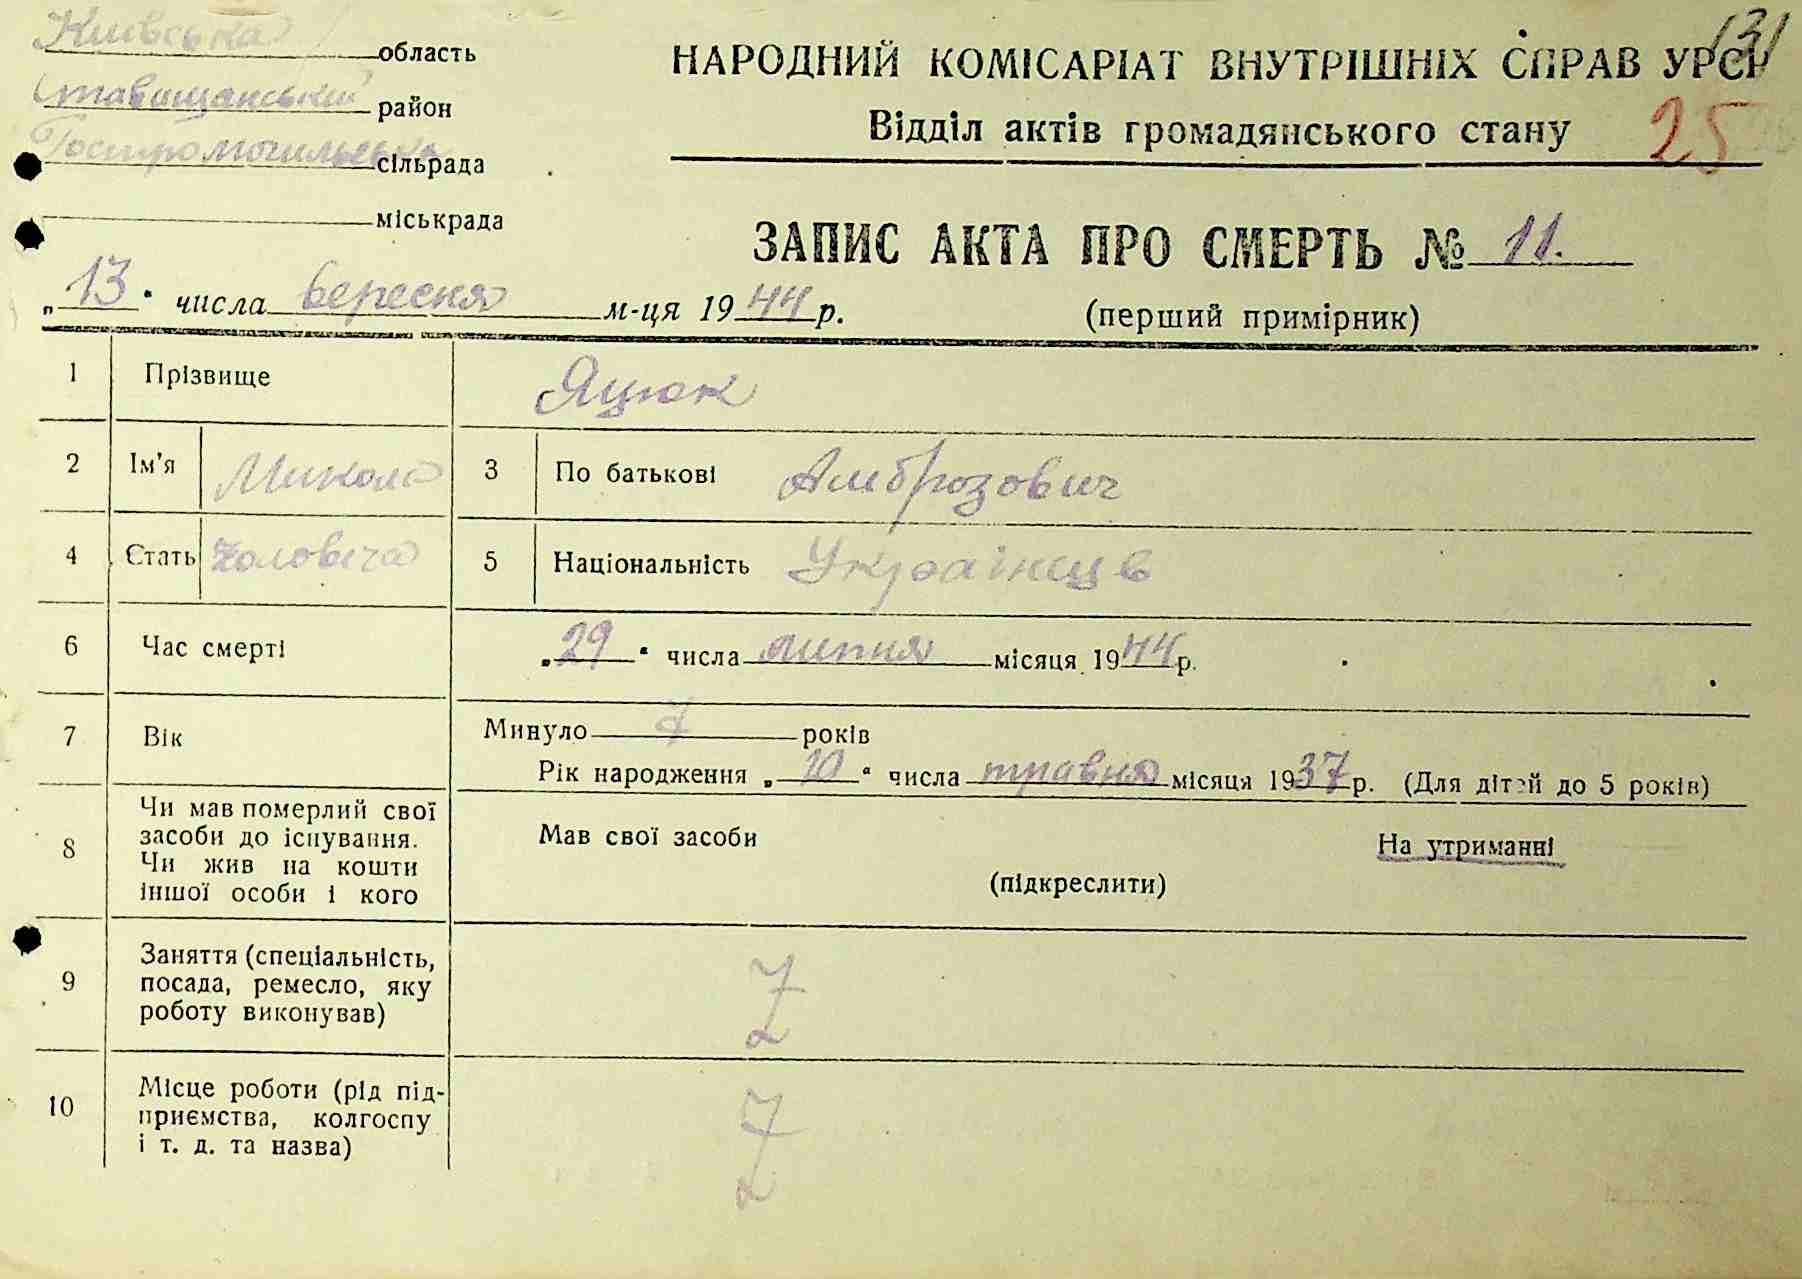 Київська область
Ставищанський район
Гостромогильська сільрада
міськрада
131
НАРОДНИЙ КОМІСАРІАТ ВНУТРІШНІХ СПРАВ УРСР
Відділ актів громадянського стану
25
ЗАПИС АКТА ПРО СМЕРТЬ № 11.
„13“ числа вересня м-ця 1944 р.
(перший примірник)
1 Прізвище Яцюк
2 Ім'я Микола 3 По батькові Амброзович
4 Стать Чоловіча 5 Національність Українець
6 Час смерті „29“ числа липня місяця 1944 р.
7 Вік Минуло 7 років
Рік народження „10“ числа травня місяця 1937 р. (Для дітей до 5 років)
8 Чи мав померлий свої
засоби до існування.
Чи жив на кошти
іншої особи і кого
Мав свої засоби На утриманні
(підкреслити)
9 Заняття (спеціальність,
посада, ремесло, яку
роботу виконував)
10 Місце роботи (рід під-
приємства, колгоспу
і т. д. та назва)